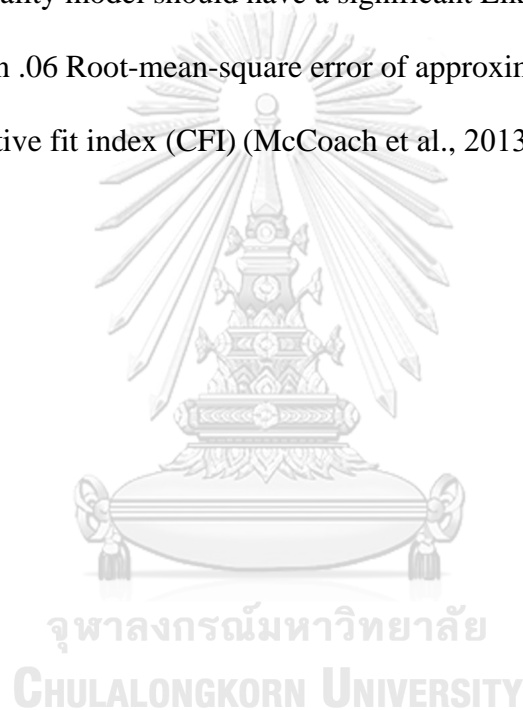 ality model should have a significant Lik
n .06 Root-mean-square error of approxi
tive fit index (CFI) (McCoach et al., 2013
จุฬาลงกรณ์มหาวิทยาลัย
CHULALONGKORN UNIVERSITY